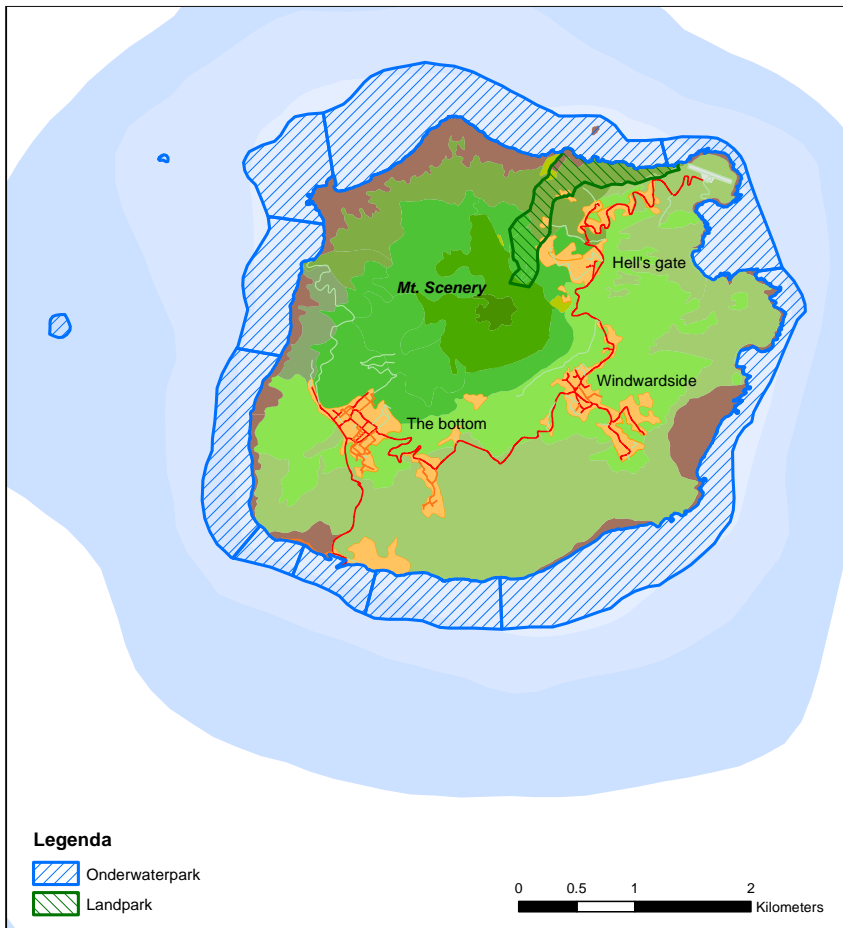 Mt. Scenery
Hell's gate
Windwardside
The bottom
Legenda
Onderwaterpark
Landpark
0 0.5 1 2
Kilometers